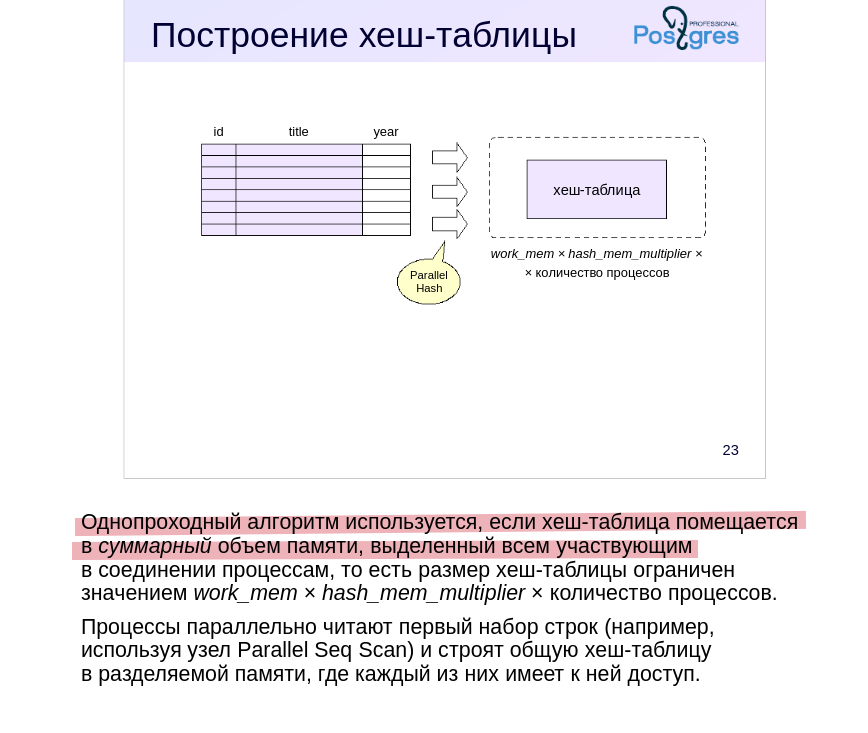 Построение хеш-таблицы
PROFESSIONAL
Postgres
id title year
хеш-таблица
work_mem × hash_mem_multiplier ×
× количество процессов
Parallel
Hash
23
Однопроходный алгоритм используется, если хеш-таблица помещается
в суммарный объем памяти, выделенный всем участвующим
в соединении процессам, то есть размер хеш-таблицы ограничен
значением work_mem × hash_mem_multiplier × количество процессов.
Процессы параллельно читают первый набор строк (например,
используя узел Parallel Seq Scan) и строят общую хеш-таблицу
в разделяемой памяти, где каждый из них имеет к ней доступ.